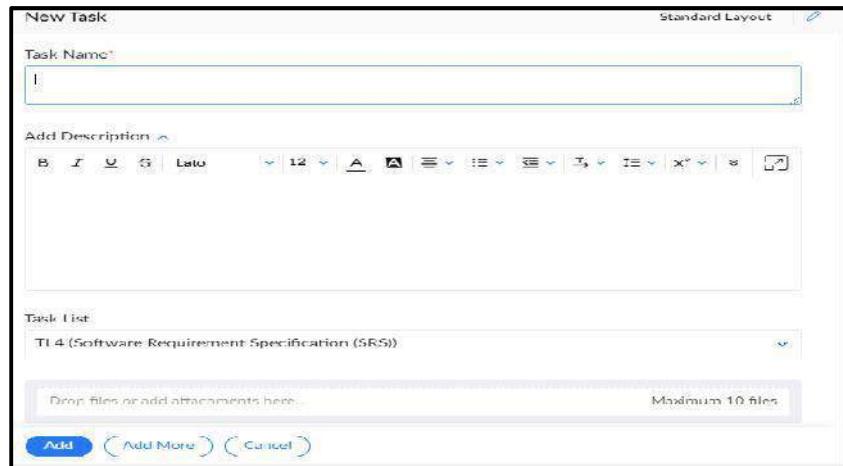 New Task Standard Layout
Task Name*
Add Description
B I U S Lato 12 A A
Task List
TL4 (Software Requirement Specification (SRS))
Drop files or add attachments here... Maximum 10 files
Add Add More Cancel